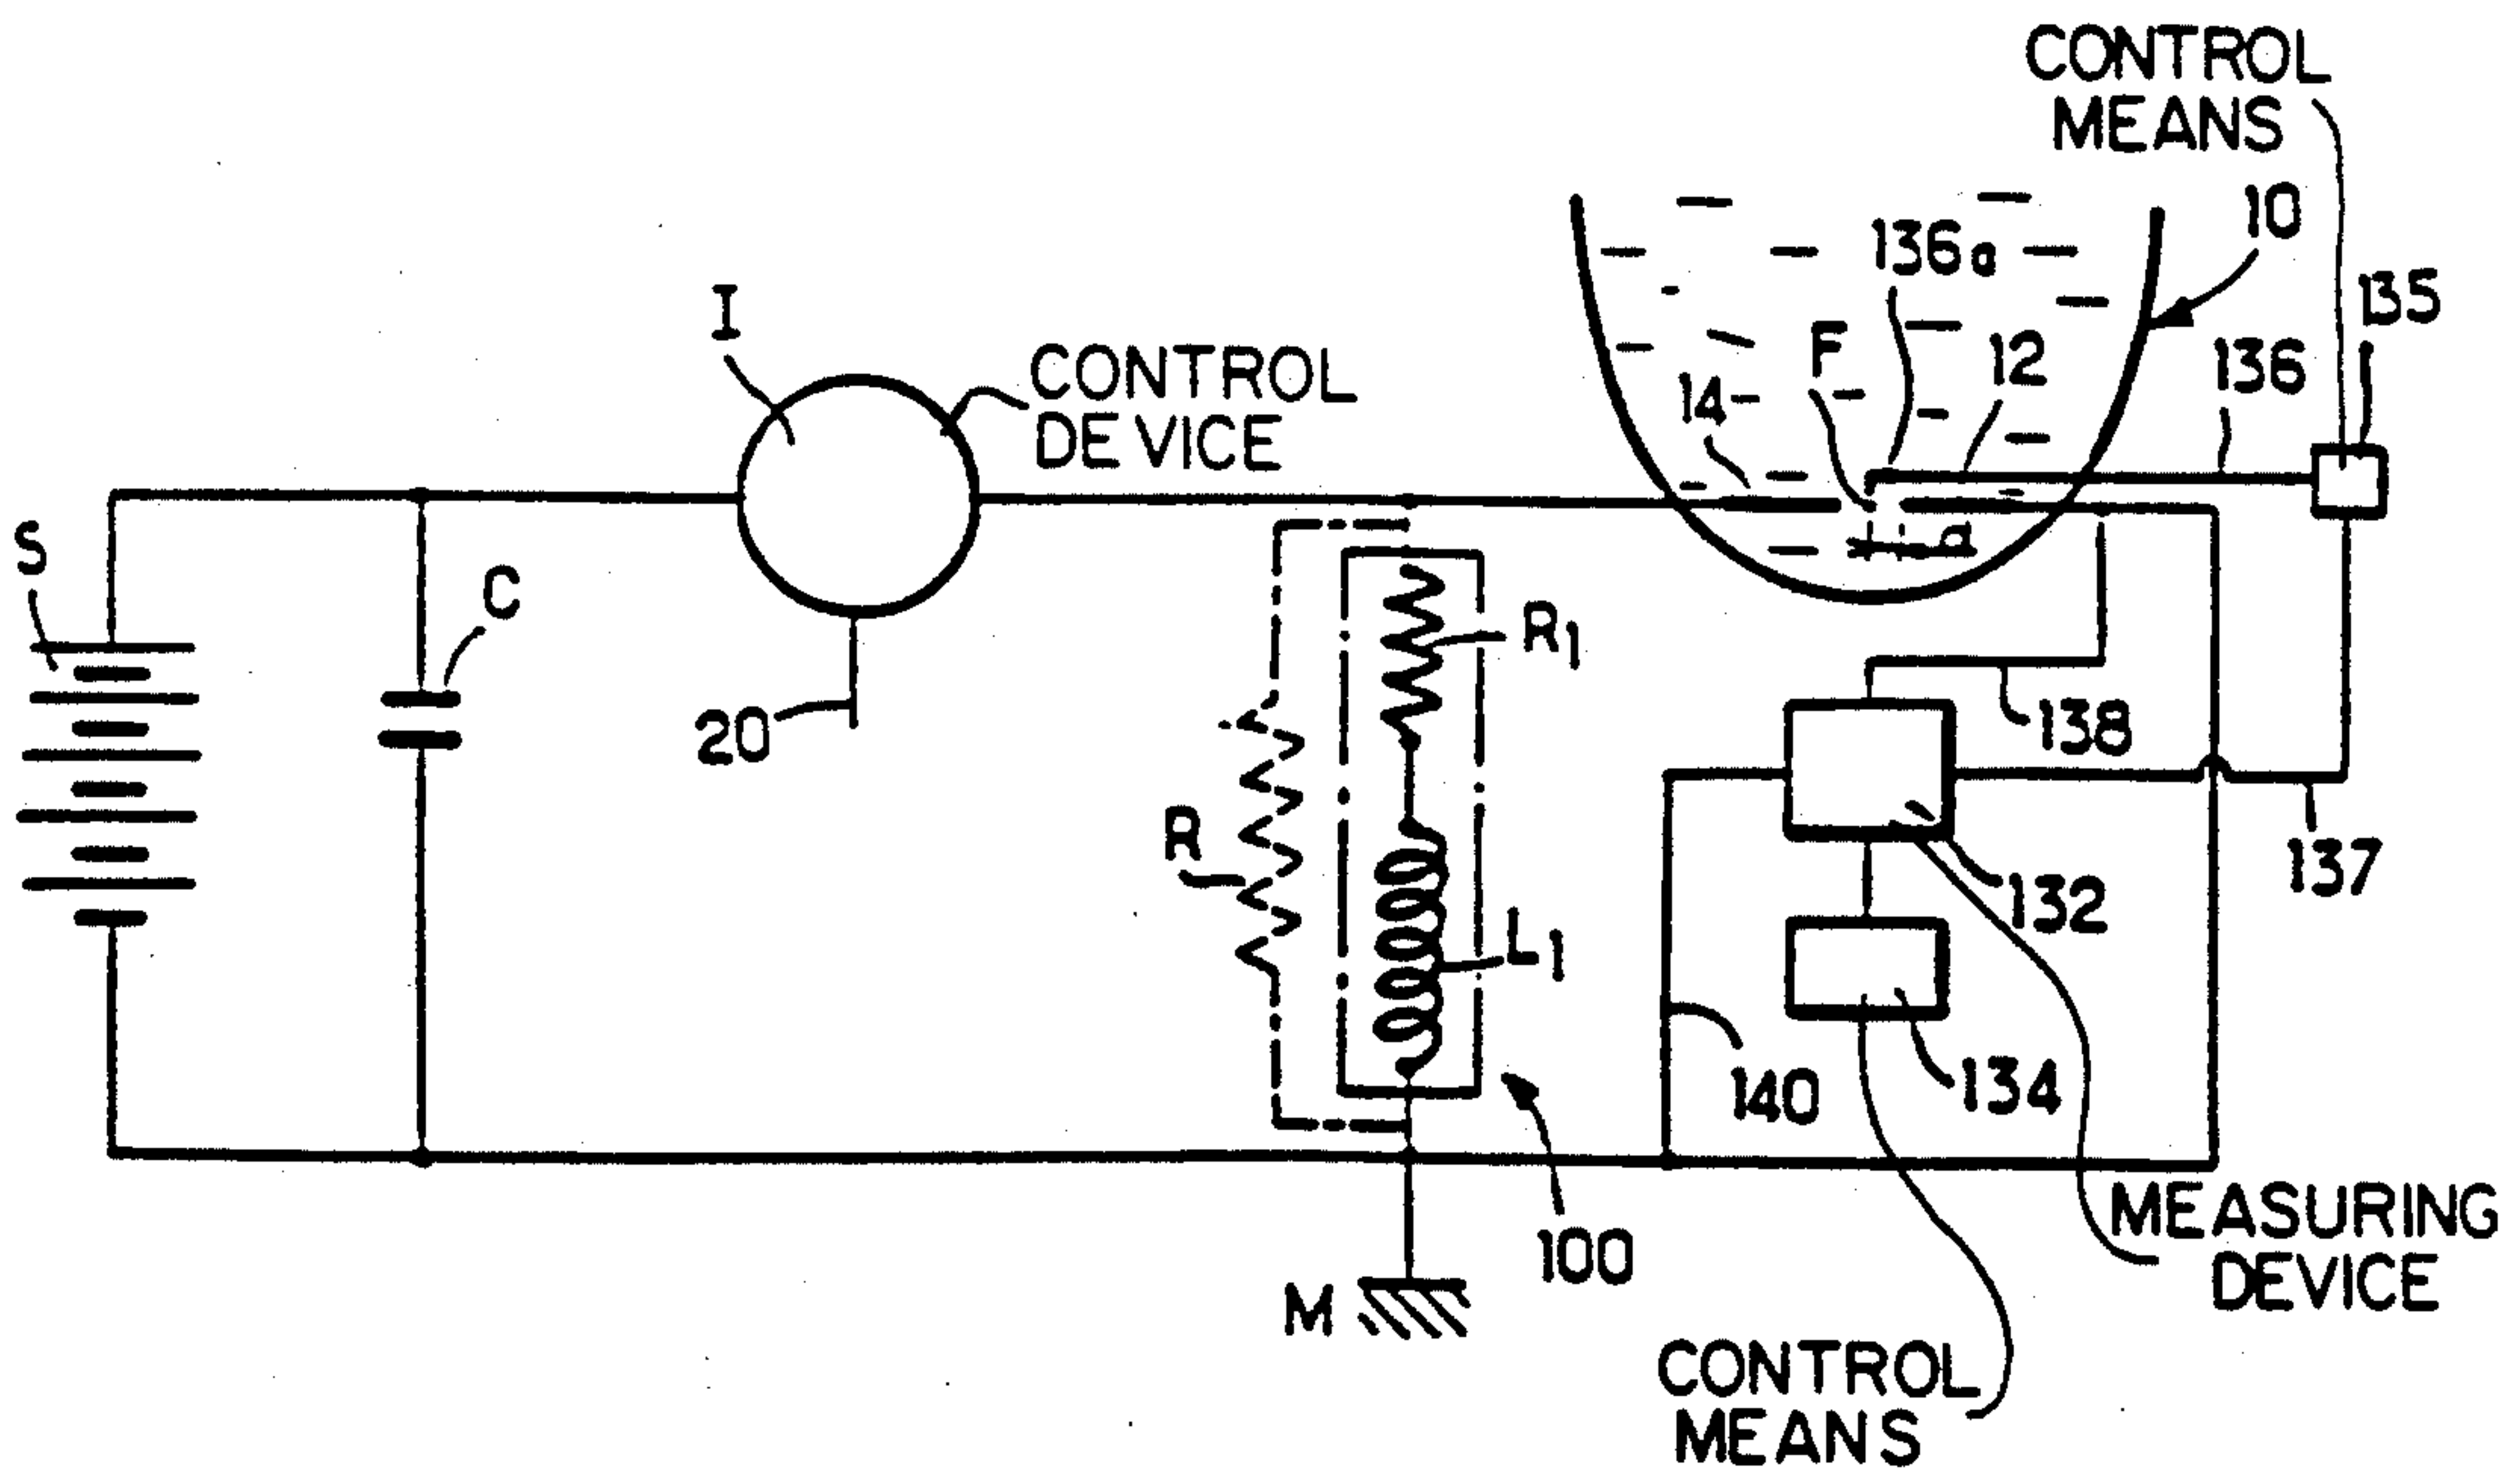 CONTROL
MEANS
10
136a
135
I
F
12
136
CONTROL
DEVICE
14
S
C
d
R1
20
138
R
132
137
L1
140
134
100
MEASURING
DEVICE
M
CONTROL
MEANS